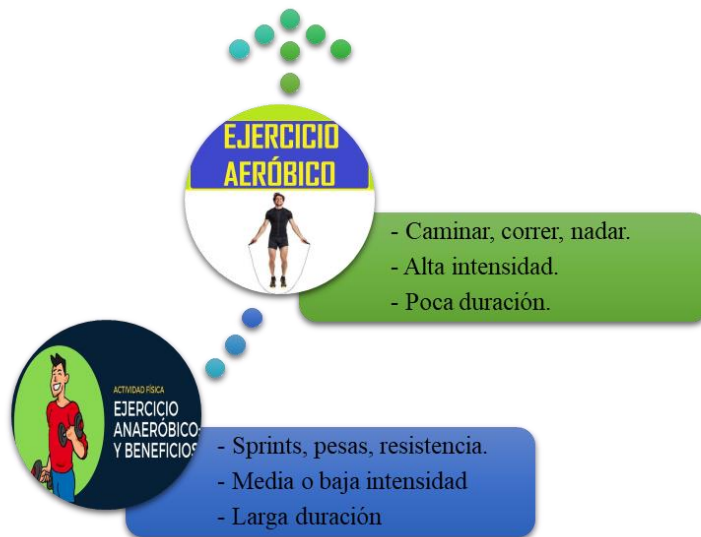 EJERCICIO
AERÓBICO
- Caminar, correr, nadar.
- Alta intensidad.
- Poca duración.
ACTIVIDAD FÍSICA
EJERCICIO
ANAERÓBICO
Y BENEFICIOS
- Sprints, pesas, resistencia.
- Media o baja intensidad
- Larga duración